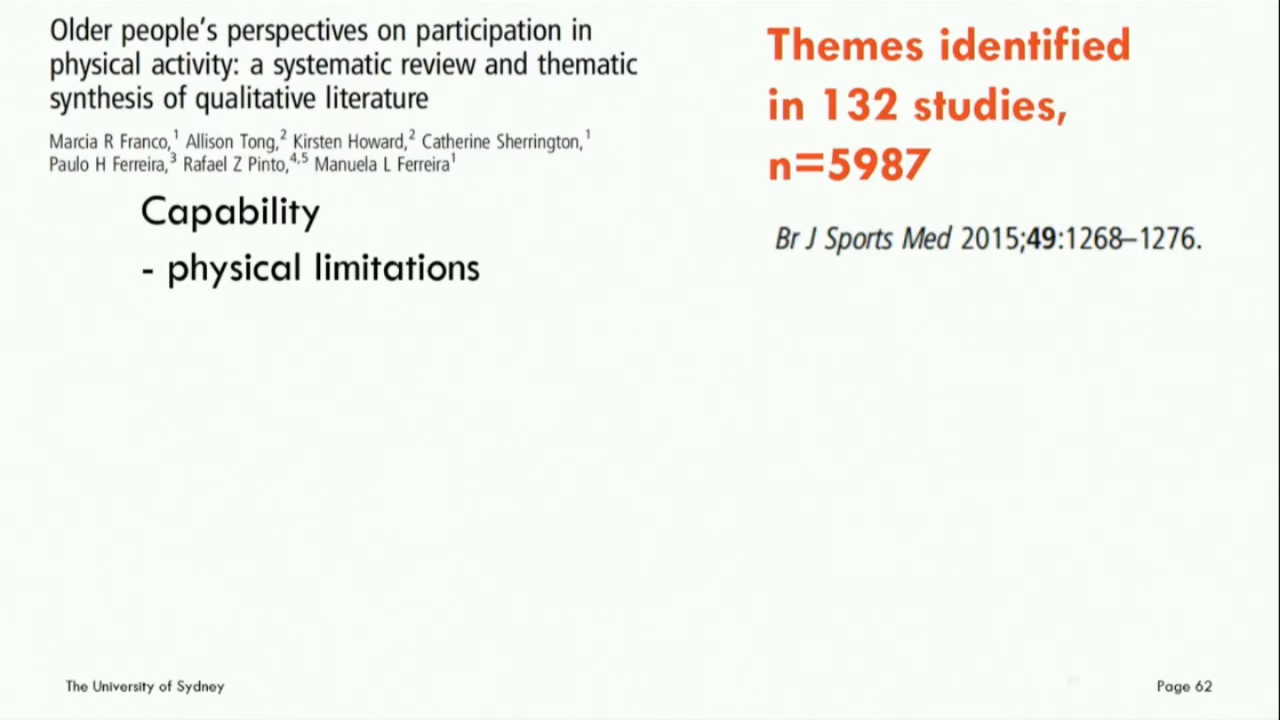 Older people's perspectives on participation in
physical activity: a systematic review and thematic
synthesis of qualitative literature
Marcia R Franco,¹ Allison Tong,² Kirsten Howard,² Catherine Sherrington,¹
Paulo H Ferreira,³ Rafael Z Pinto,⁴,⁵ Manuela L Ferreira¹
Capability
- physical limitations
Themes identified
in 132 studies,
n=5987
Br J Sports Med 2015;49:1268–1276.
The University of Sydney
Page 62